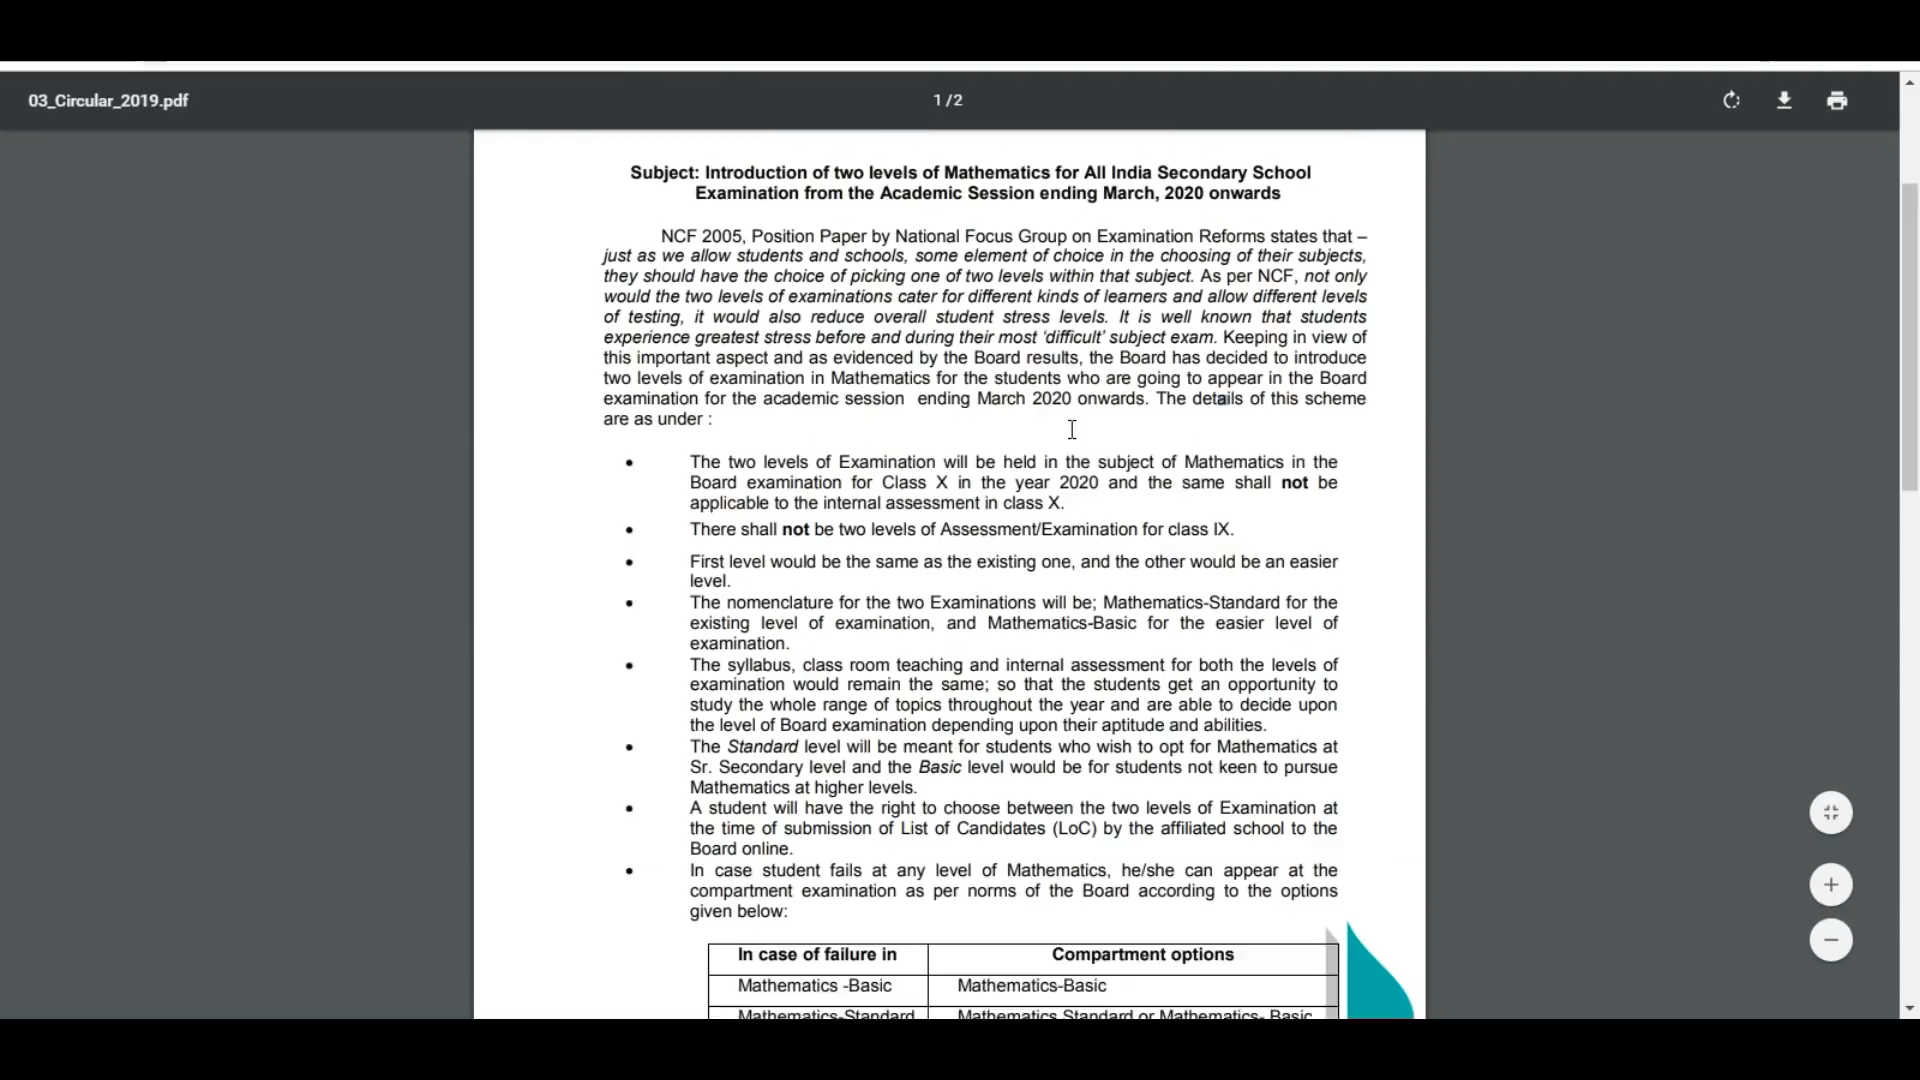 03_Circular_2019.pdf
1 / 2
Subject: Introduction of two levels of Mathematics for All India Secondary School
Examination from the Academic Session ending March, 2020 onwards
NCF 2005, Position Paper by National Focus Group on Examination Reforms states that –
just as we allow students and schools, some element of choice in the choosing of their subjects,
they should have the choice of picking one of two levels within that subject. As per NCF, not only
would the two levels of examinations cater for different kinds of learners and allow different levels
of testing, it would also reduce overall student stress levels. It is well known that students
experience greatest stress before and during their most ‘difficult’ subject exam. Keeping in view of
this important aspect and as evidenced by the Board results, the Board has decided to introduce
two levels of examination in Mathematics for the students who are going to appear in the Board
examination for the academic session ending March 2020 onwards. The details of this scheme
are as under :
• The two levels of Examination will be held in the subject of Mathematics in the
Board examination for Class X in the year 2020 and the same shall not be
applicable to the internal assessment in class X.
• There shall not be two levels of Assessment/Examination for class IX.
• First level would be the same as the existing one, and the other would be an easier
level.
• The nomenclature for the two Examinations will be; Mathematics-Standard for the
existing level of examination, and Mathematics-Basic for the easier level of
examination.
• The syllabus, class room teaching and internal assessment for both the levels of
examination would remain the same; so that the students get an opportunity to
study the whole range of topics throughout the year and are able to decide upon
the level of Board examination depending upon their aptitude and abilities.
• The Standard level will be meant for students who wish to opt for Mathematics at
Sr. Secondary level and the Basic level would be for students not keen to pursue
Mathematics at higher levels.
• A student will have the right to choose between the two levels of Examination at
the time of submission of List of Candidates (LoC) by the affiliated school to the
Board online.
• In case student fails at any level of Mathematics, he/she can appear at the
compartment examination as per norms of the Board according to the options
given below:
In case of failure in Compartment options
Mathematics -Basic Mathematics-Basic
Mathematics-Standard Mathematics Standard or Mathematics- Basic